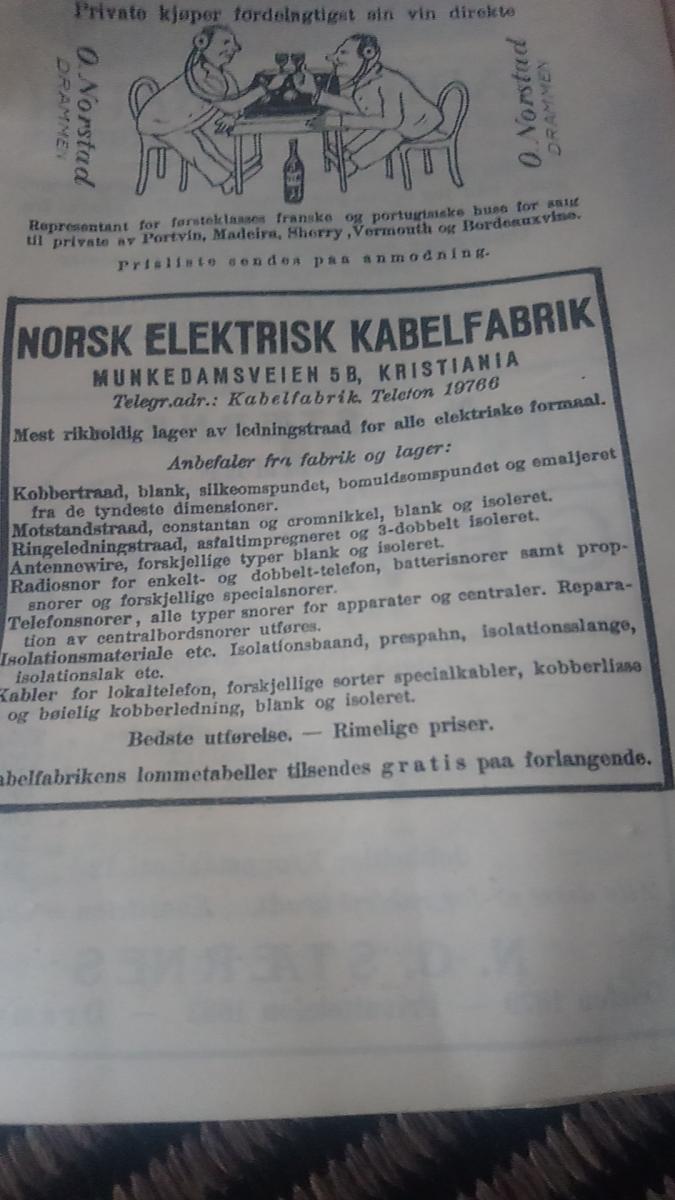 Private kjøper fordelagtigst sin vin direkte
O. Norstad
DRAMMEN
O. Norstad
DRAMMEN
Representant for førsteklasses franske og portugisiske huse for salg
til private av Portvin, Madeira, Sherry ,Vermouth og Bordeauxvine.
Prisliste sendes paa anmodning.
NORSK ELEKTRISK KABELFABRIK
MUNKEDAMSVEIEN 5B, KRISTIANIA
Telegr.adr.: Kabelfabrik. Telefon 19766
Mest rikholdig lager av ledningstraad for alle elektriske formaal.
Anbefaler fra fabrik og lager:
Kobbertraad, blank, silkeomspundet, bomuldsomspundet og emaljeret
fra de tyndeste dimensioner.
Motstandstraad, constantan og cromnikkel, blank og isoleret.
Ringeledningstraad, asfaltimpregneret og 3-dobbelt isoleret.
Antennewire, forskjellige typer blank og isoleret.
Radiosnor for enkelt- og dobbelt-telefon, batterisnorer samt prop-
snorer og forskjellige specialsnorer.
Telefonsnorer, alle typer snorer for apparater og centraler. Repara-
tion av centralbordsnorer utføres.
Isolationsmateriale etc. Isolationsbaand, prespahn, isolationsslange,
isolationslak etc.
Kabler for lokaltelefon, forskjellige sorter specialkabler, kobberlisse
og bøielig kobberledning, blank og isoleret.
Bedste utførelse. — Rimelige priser.
abelfabrikens lommetabeller tilsendes gratis paa forlangende.
N. O. STÆRNES